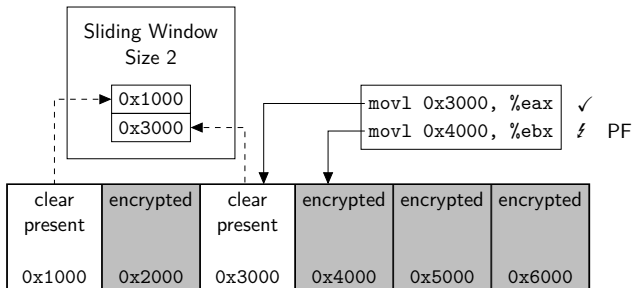 Sliding Window
Size 2
0x1000
0x3000
movl 0x3000, %eax ✓
movl 0x4000, %ebx PF
clear
present
0x1000
encrypted
0x2000
clear
present
0x3000
encrypted
0x4000
encrypted
0x5000
encrypted
0x6000